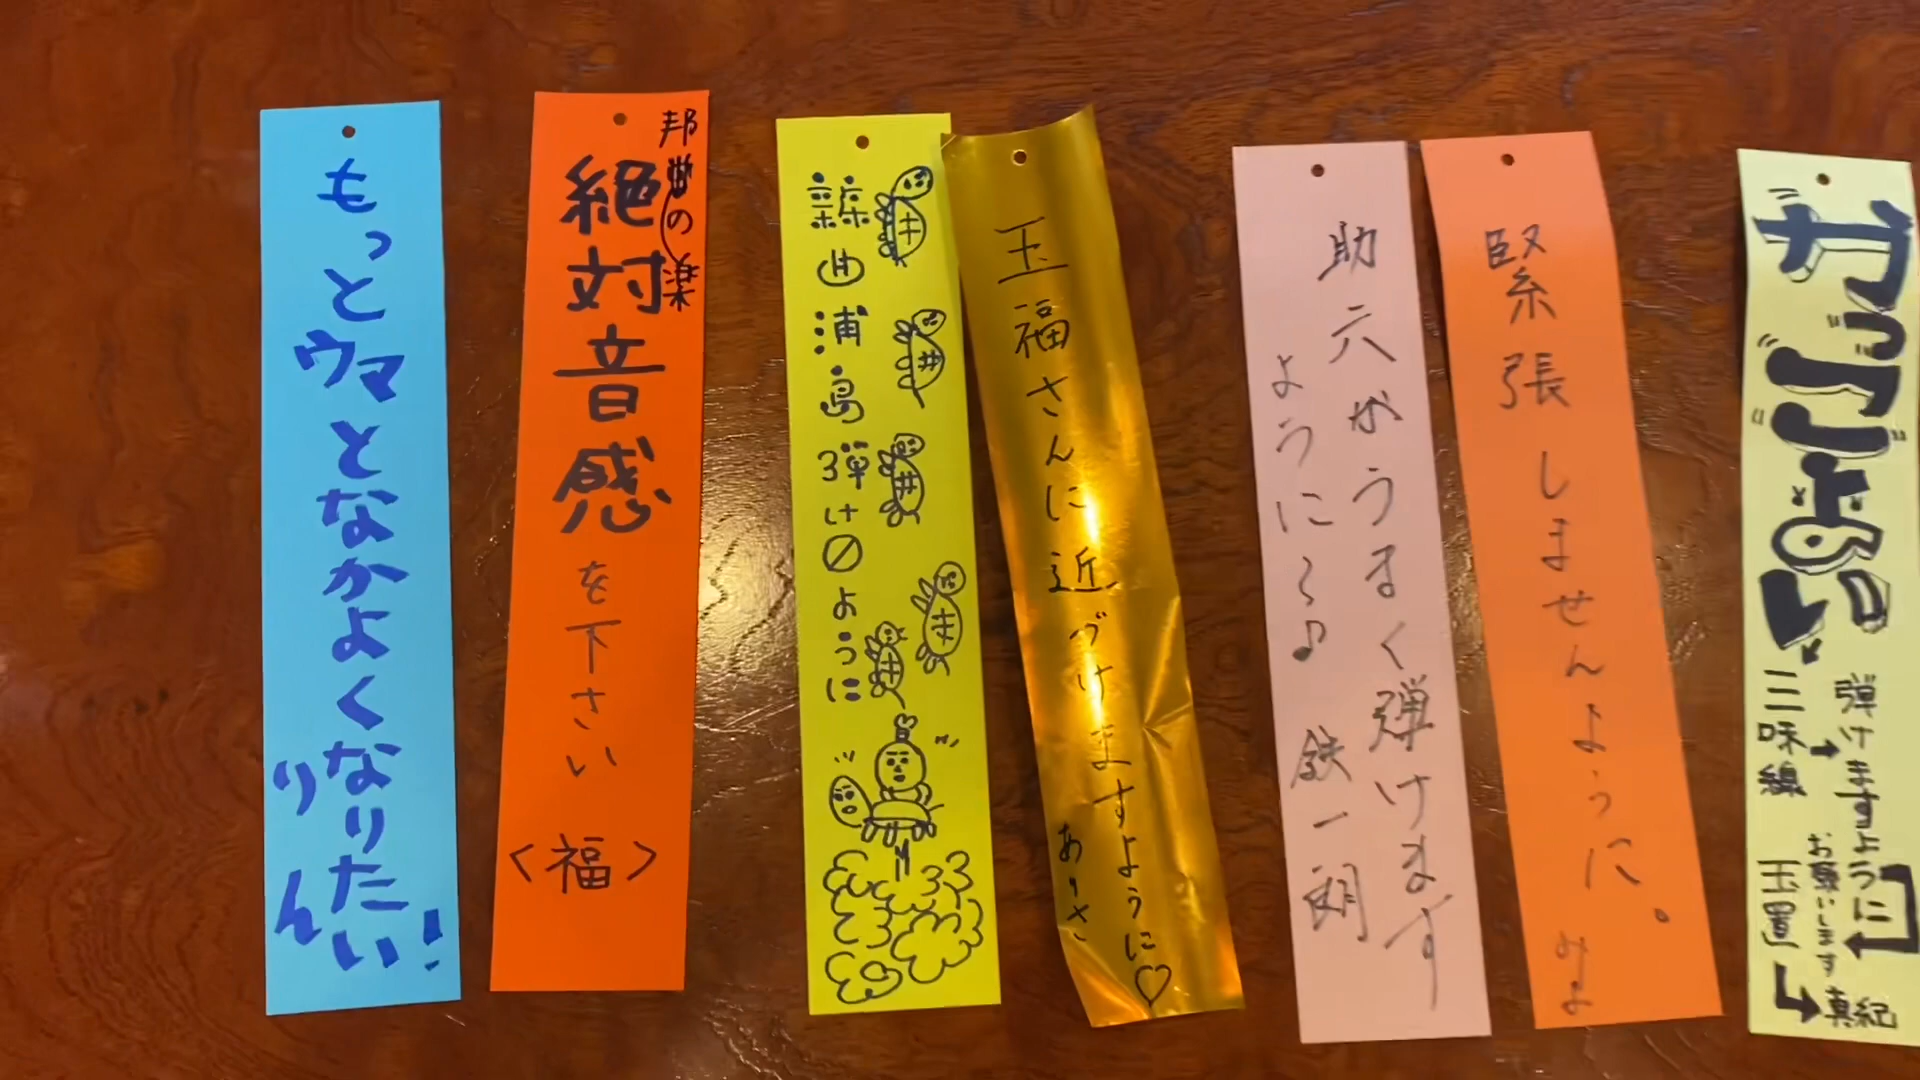 もっとウマとなかよくなりたい!
りん
邦楽の
絶対音感を下さい
〈福〉
新曲浦島弾けるように
玉福さんに近づけますように♡
ありさ
助六がうまく弾けます
ように〜♪
鉄一朗
緊張しませんように。
みよ
かっこよい
三味線
弾けますように
お願いします
玉置
真紀